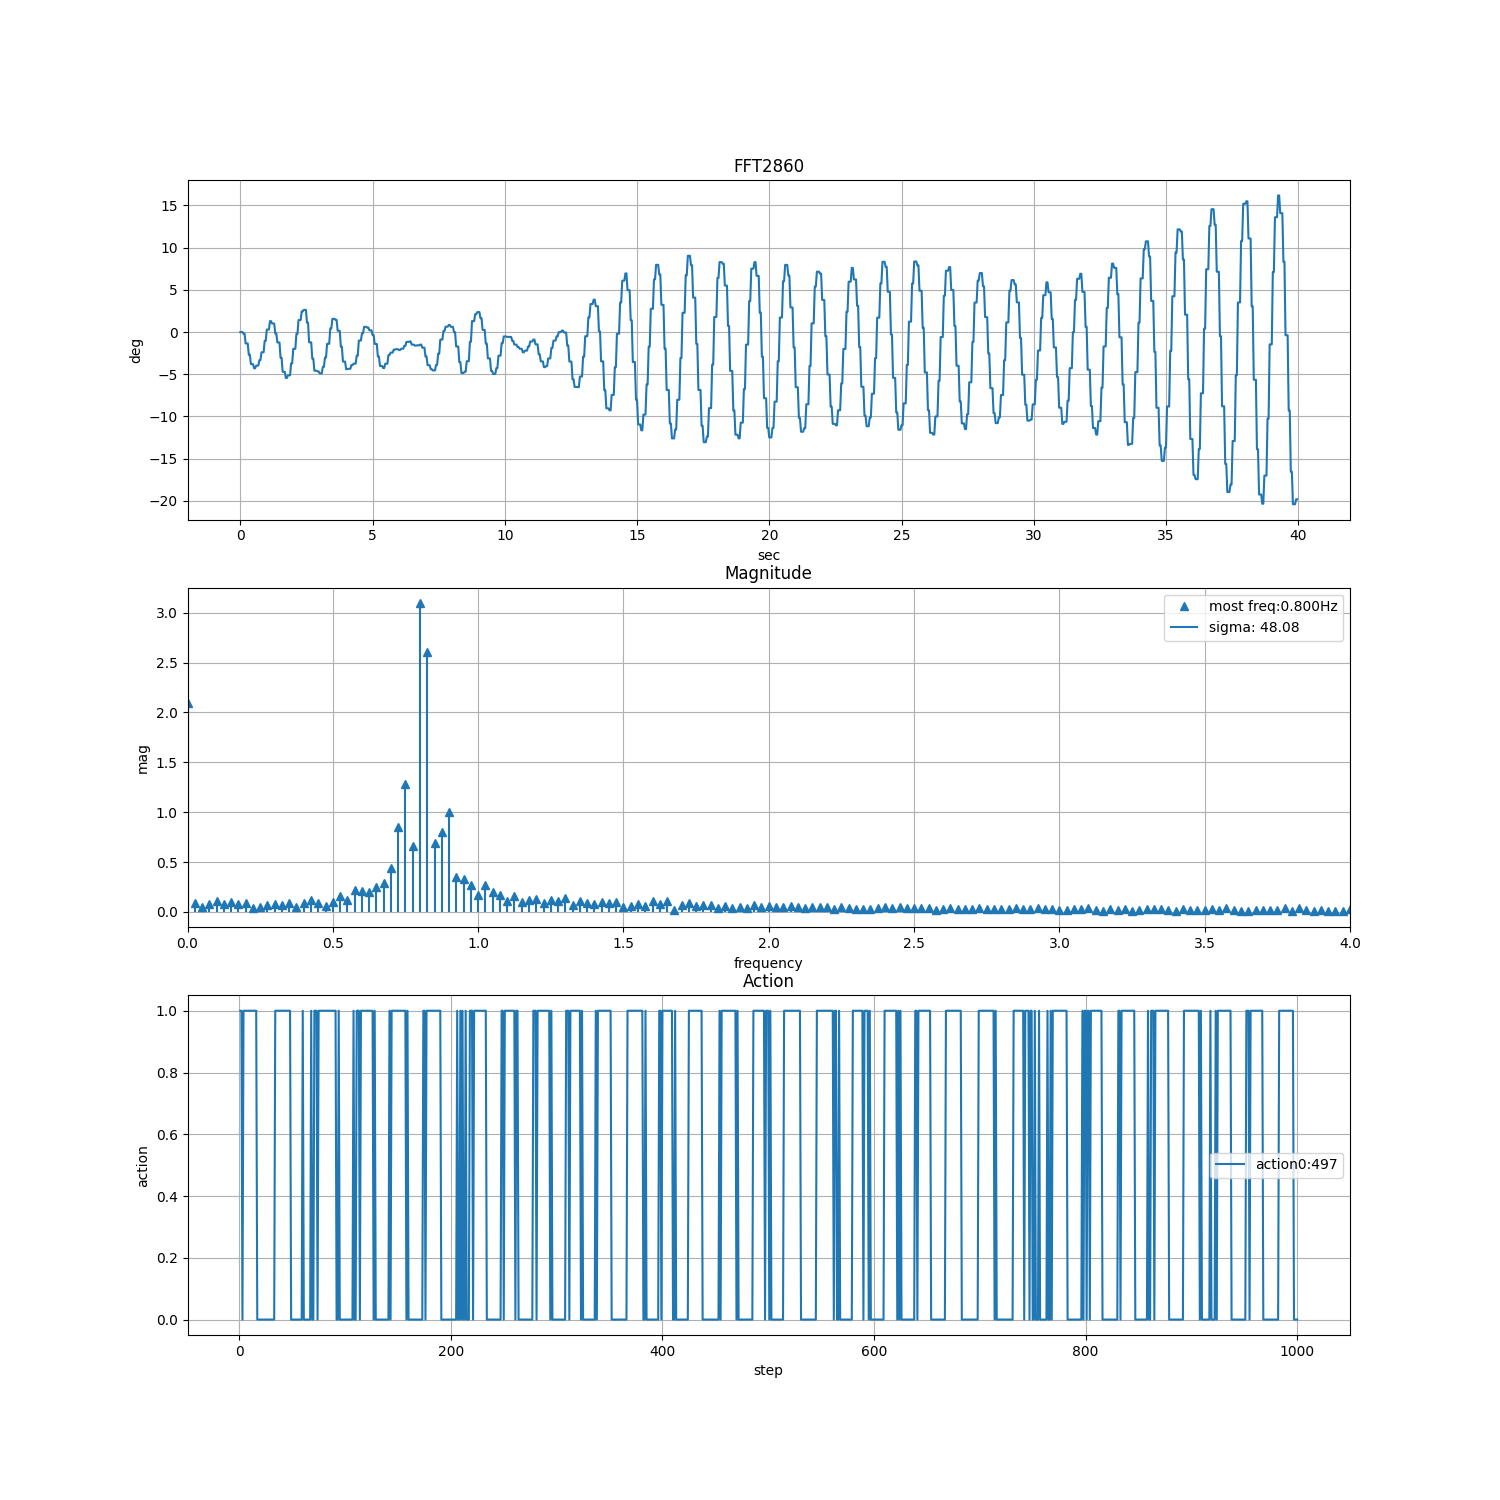 FFT2860
15
10
5
0
−5
−10
−15
−20
deg
0 5 10 15 20 25 30 35 40
sec
Magnitude
3.0
2.5
2.0
1.5
1.0
0.5
0.0
mag
most freq:0.800Hz
sigma: 48.08
0.0 0.5 1.0 1.5 2.0 2.5 3.0 3.5 4.0
frequency
Action
1.0
0.8
0.6
0.4
0.2
0.0
action
action0:497
0 200 400 600 800 1000
step